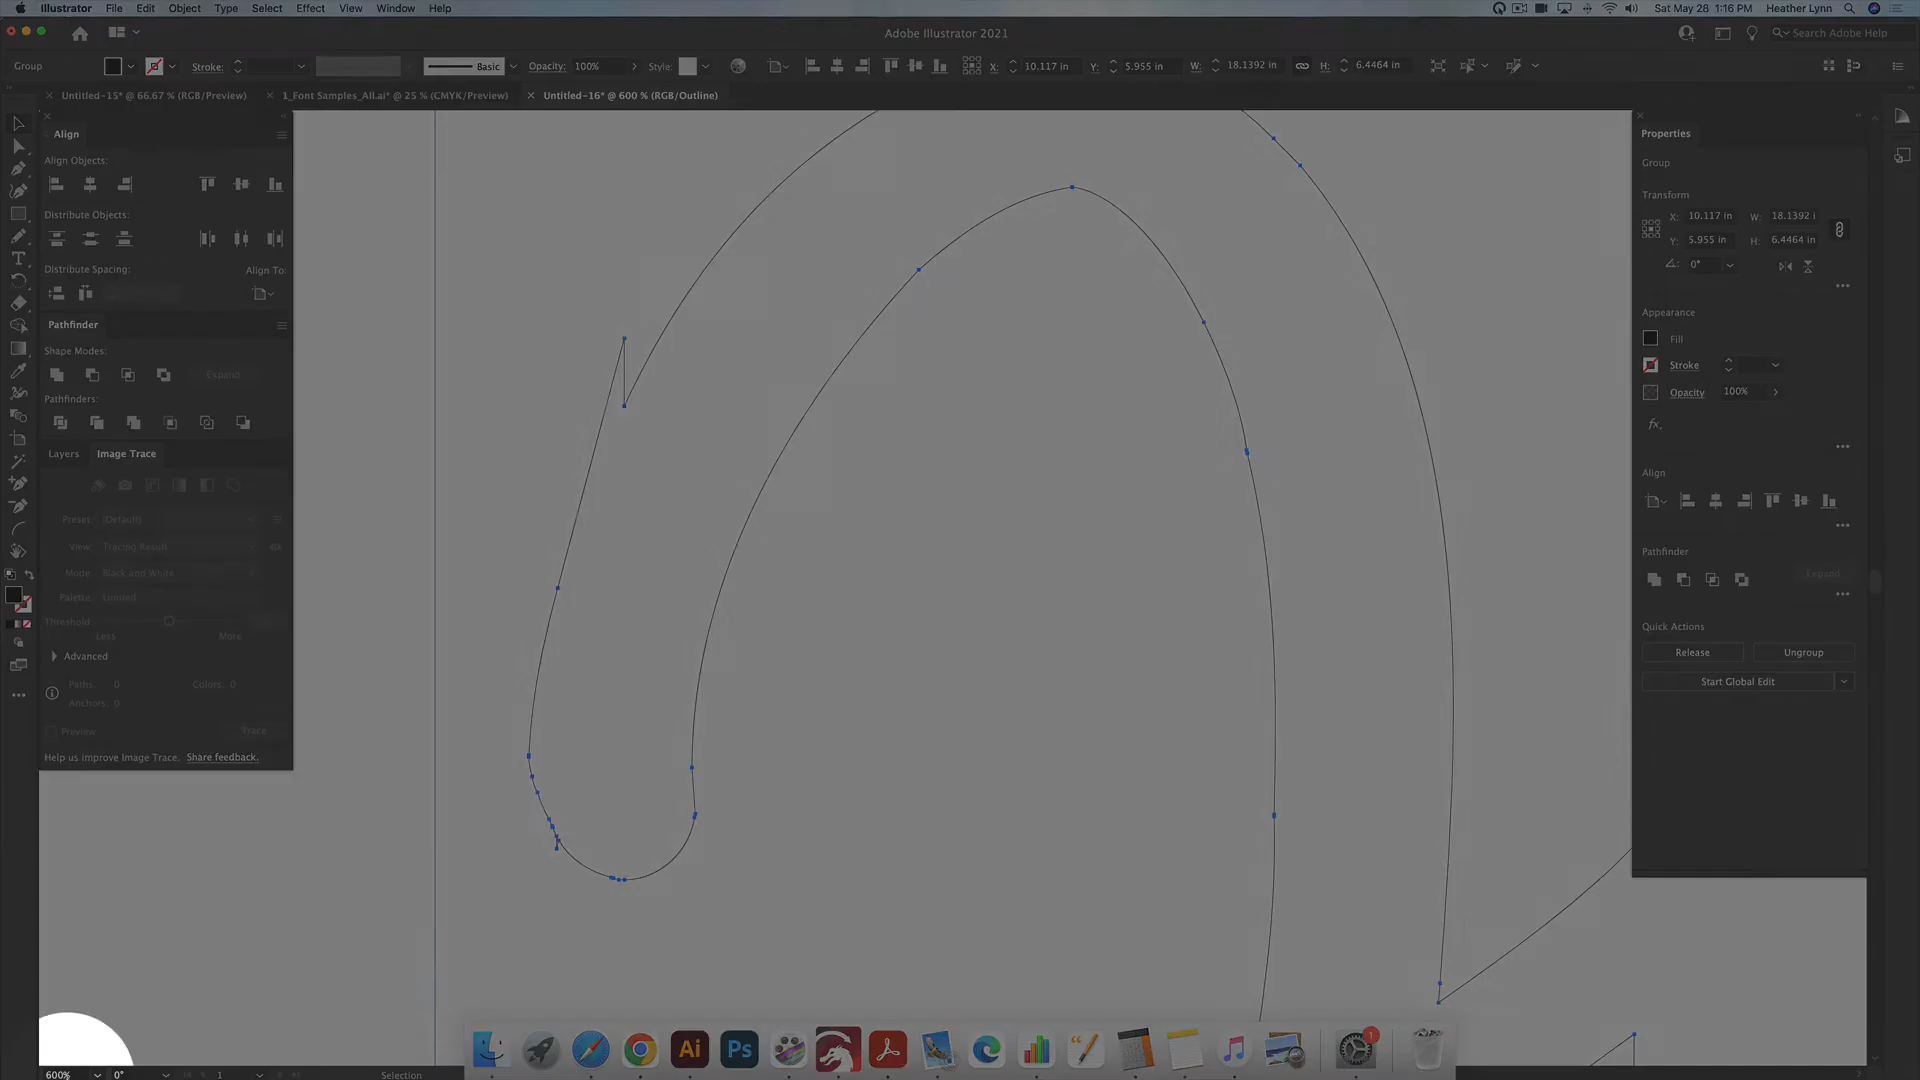 Illustrator File Edit Object Type Select Effect View Window Help Sat May 28 1:16 PM Heather Lynn
Adobe Illustrator 2021 Search Adobe Help
Group Stroke: Basic Opacity: 100% Style: X: 10.117 in Y: 5.955 in W: 18.1392 in H: 6.4464 in
Untitled-15* @ 66.67 % (RGB/Preview) 1_Font Samples_All.ai* @ 25 % (CMYK/Preview) Untitled-16* @ 600 % (RGB/Outline)
Align
Align Objects:
Distribute Objects:
Distribute Spacing: Align To:
Pathfinder
Shape Modes:
Expand
Pathfinders:
Layers Image Trace
Preset: [Default]
View: Tracing Result
Mode: Black and White
Palette: Limited
Threshold:
Less More
Advanced
Paths: 0 Colors: 0
Anchors: 0
Preview Trace
Help us improve Image Trace. Share feedback.
Properties
Group
Transform
X: 10.117 in W: 18.1392 i
Y: 5.955 in H: 6.4464 in
0°
Appearance
Fill
Stroke
Opacity 100%
fx.
Align
Pathfinder
Expand
Quick Actions
Release Ungroup
Start Global Edit
Ai Ps 1
600% 0° 1 Selection